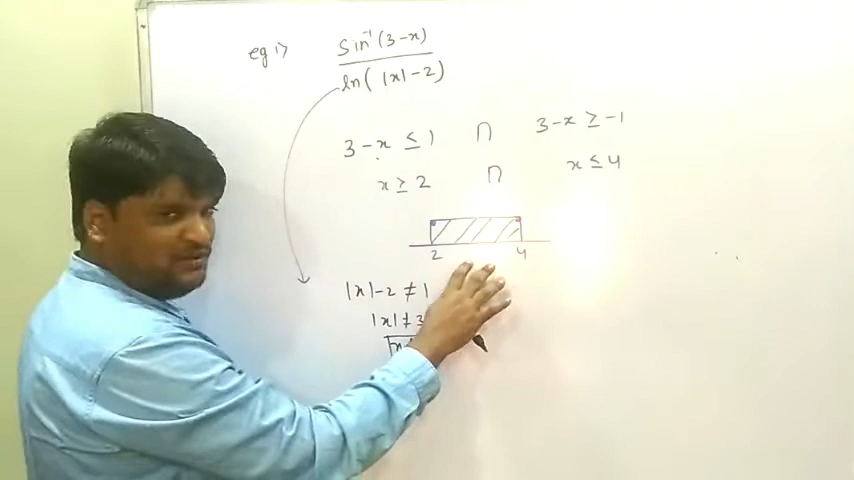 eg 1>
sin⁻¹(3-x)
ln( |x| - 2)
3-x ≤ 1 ∩ 3-x ≥ -1
x ≥ 2 ∩ x ≤ 4
2 4
|x|-2 ≠ 1
|x| ≠ 3